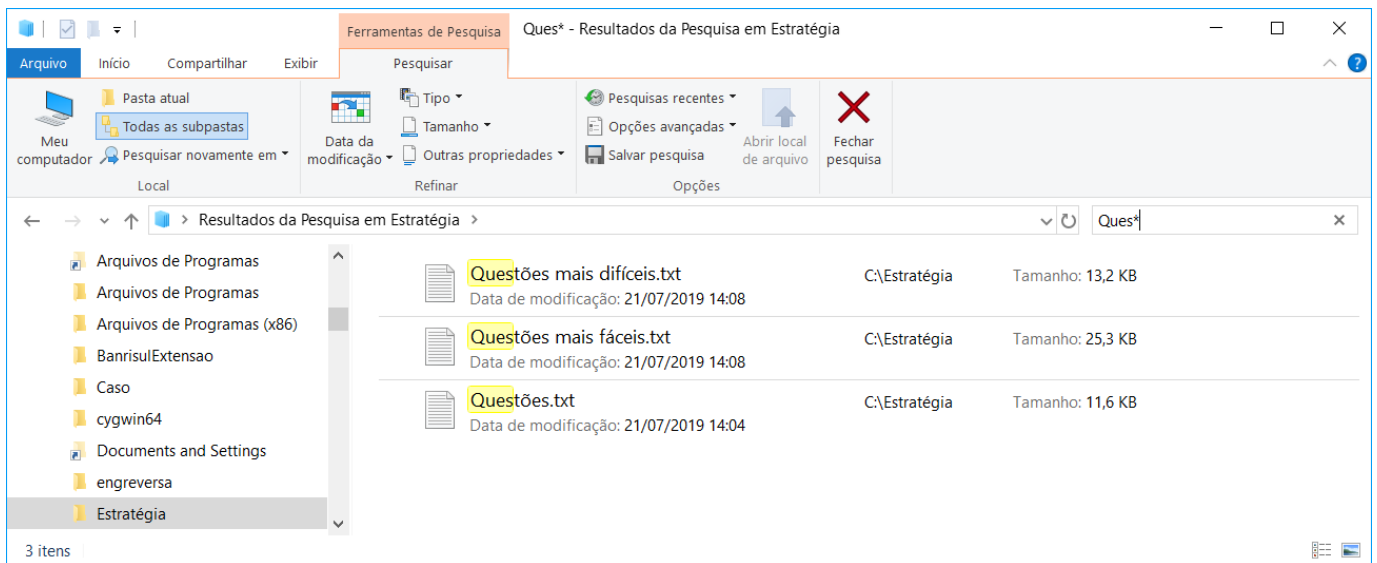 Ferramentas de Pesquisa
Ques* - Resultados da Pesquisa em Estratégia
Arquivo
Início
Compartilhar
Exibir
Pesquisar
Meu computador
Pasta atual
Todas as subpastas
Pesquisar novamente em
Local
Data da modificação
Tipo
Tamanho
Outras propriedades
Refinar
Pesquisas recentes
Opções avançadas
Salvar pesquisa
Abrir local de arquivo
Opções
Fechar pesquisa
Resultados da Pesquisa em Estratégia
Ques*
Arquivos de Programas
Arquivos de Programas
Arquivos de Programas (x86)
BanrisulExtensao
Caso
cygwin64
Documents and Settings
engreversa
Estratégia
Questões mais difíceis.txt C:\Estratégia Tamanho: 13,2 KB
Data de modificação: 21/07/2019 14:08
Questões mais fáceis.txt C:\Estratégia Tamanho: 25,3 KB
Data de modificação: 21/07/2019 14:08
Questões.txt C:\Estratégia Tamanho: 11,6 KB
Data de modificação: 21/07/2019 14:04
3 itens